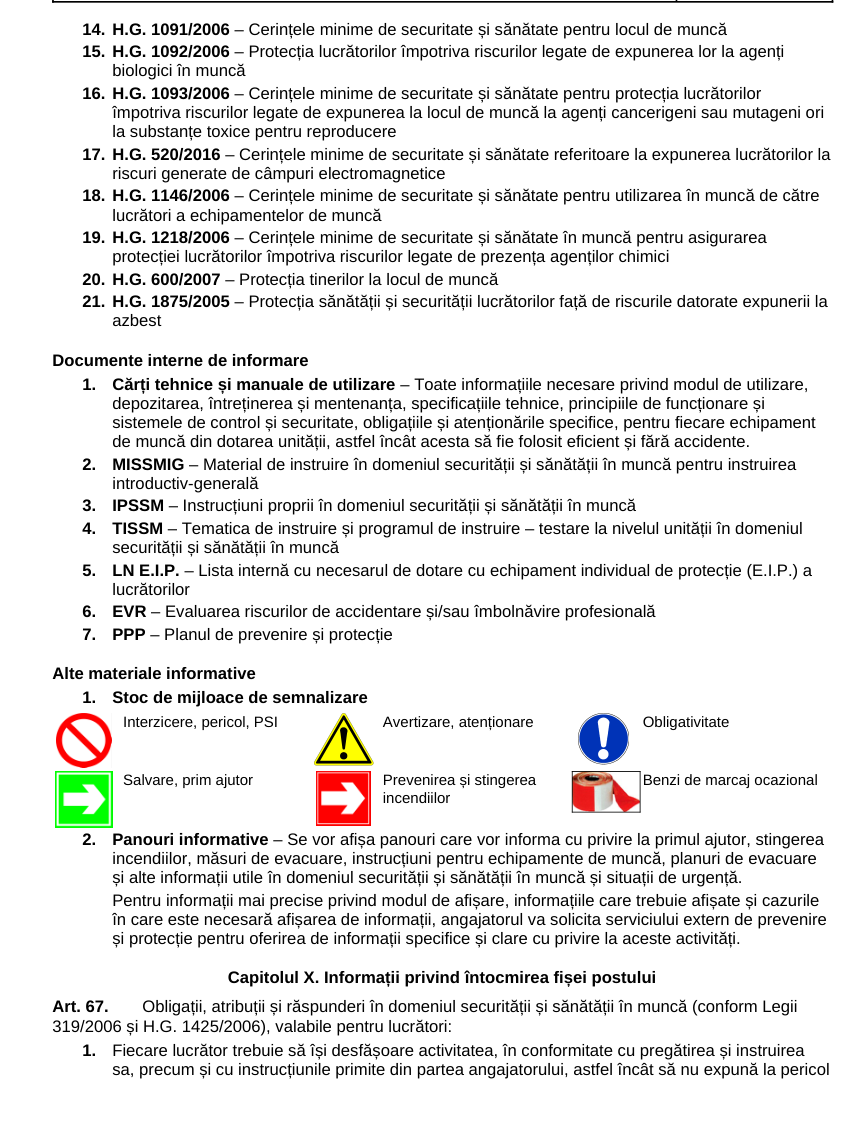 14. H.G. 1091/2006 – Cerințele minime de securitate și sănătate pentru locul de muncă
15. H.G. 1092/2006 – Protecția lucrătorilor împotriva riscurilor legate de expunerea lor la agenți
biologici în muncă
16. H.G. 1093/2006 – Cerințele minime de securitate și sănătate pentru protecția lucrătorilor
împotriva riscurilor legate de expunerea la locul de muncă la agenți cancerigeni sau mutageni ori
la substanțe toxice pentru reproducere
17. H.G. 520/2016 – Cerințele minime de securitate și sănătate referitoare la expunerea lucrătorilor la
riscuri generate de câmpuri electromagnetice
18. H.G. 1146/2006 – Cerințele minime de securitate și sănătate pentru utilizarea în muncă de către
lucrători a echipamentelor de muncă
19. H.G. 1218/2006 – Cerințele minime de securitate și sănătate în muncă pentru asigurarea
protecției lucrătorilor împotriva riscurilor legate de prezența agenților chimici
20. H.G. 600/2007 – Protecția tinerilor la locul de muncă
21. H.G. 1875/2005 – Protecția sănătății și securității lucrătorilor față de riscurile datorate expunerii la
azbest
Documente interne de informare
1. Cărți tehnice și manuale de utilizare – Toate informațiile necesare privind modul de utilizare,
depozitarea, întreținerea și mentenanța, specificațiile tehnice, principiile de funcționare și
sistemele de control și securitate, obligațiile și atenționările specifice, pentru fiecare echipament
de muncă din dotarea unității, astfel încât acesta să fie folosit eficient și fără accidente.
2. MISSMIG – Material de instruire în domeniul securității și sănătății în muncă pentru instruirea
introductiv-generală
3. IPSSM – Instrucțiuni proprii în domeniul securității și sănătății în muncă
4. TISSM – Tematica de instruire și programul de instruire – testare la nivelul unității în domeniul
securității și sănătății în muncă
5. LN E.I.P. – Lista internă cu necesarul de dotare cu echipament individual de protecție (E.I.P.) a
lucrătorilor
6. EVR – Evaluarea riscurilor de accidentare și/sau îmbolnăvire profesională
7. PPP – Planul de prevenire și protecție
Alte materiale informative
1. Stoc de mijloace de semnalizare
Interzicere, pericol, PSI Avertizare, atenționare Obligativitate
Salvare, prim ajutor Prevenirea și stingerea Benzi de marcaj ocazional
incendiilor
2. Panouri informative – Se vor afișa panouri care vor informa cu privire la primul ajutor, stingerea
incendiilor, măsuri de evacuare, instrucțiuni pentru echipamente de muncă, planuri de evacuare
și alte informații utile în domeniul securității și sănătății în muncă și situații de urgență.
Pentru informații mai precise privind modul de afișare, informațiile care trebuie afișate și cazurile
în care este necesară afișarea de informații, angajatorul va solicita serviciului extern de prevenire
și protecție pentru oferirea de informații specifice și clare cu privire la aceste activități.
Capitolul X. Informații privind întocmirea fișei postului
Art. 67. Obligații, atribuții și răspunderi în domeniul securității și sănătății în muncă (conform Legii
319/2006 și H.G. 1425/2006), valabile pentru lucrători:
1. Fiecare lucrător trebuie să își desfășoare activitatea, în conformitate cu pregătirea și instruirea
sa, precum și cu instrucțiunile primite din partea angajatorului, astfel încât să nu expună la pericol